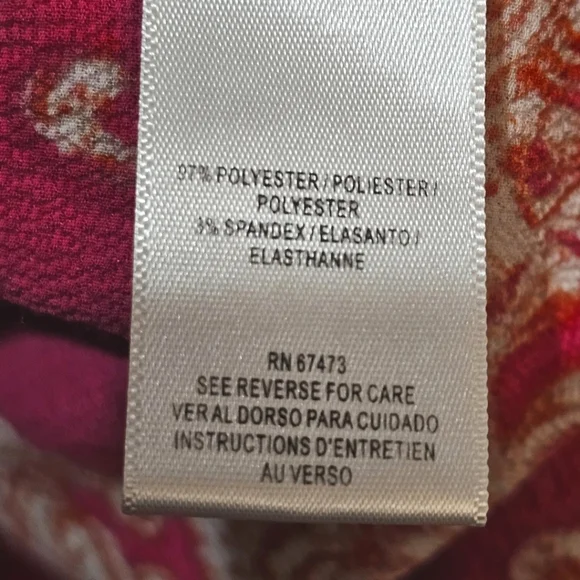 97% POLYESTER / POLIESTER /
POLYESTER
3% SPANDEX / ELASANTO /
ELASTHANNE
RN 67473
SEE REVERSE FOR CARE
VER AL DORSO PARA CUIDADO
INSTRUCTIONS D'ENTRETIEN
AU VERSO